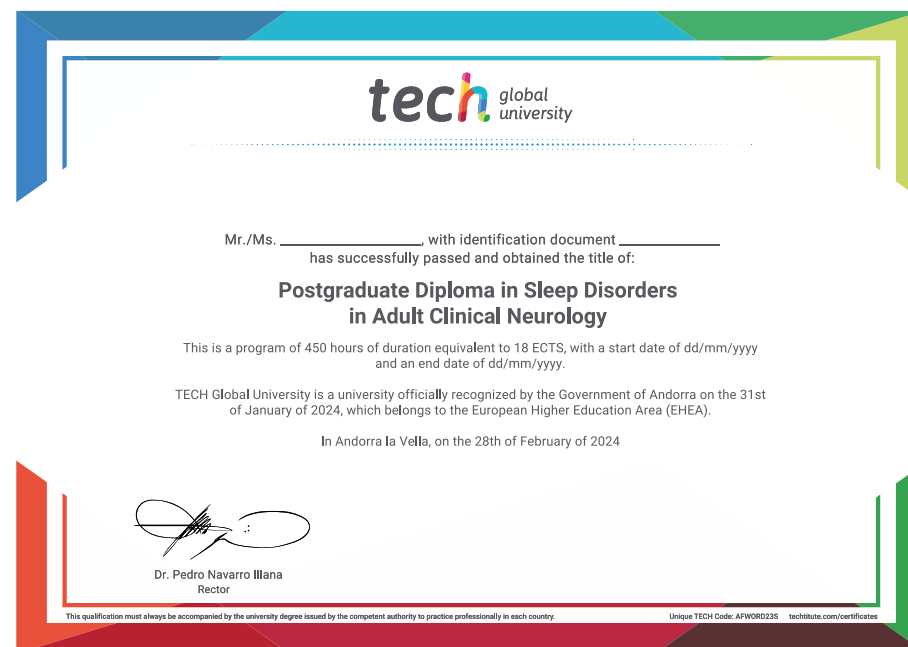 tech global
university
Mr./Ms. ____________________, with identification document ______________
has successfully passed and obtained the title of:
Postgraduate Diploma in Sleep Disorders
in Adult Clinical Neurology
This is a program of 450 hours of duration equivalent to 18 ECTS, with a start date of dd/mm/yyyy
and an end date of dd/mm/yyyy.
TECH Global University is a university officially recognized by the Government of Andorra on the 31st
of January of 2024, which belongs to the European Higher Education Area (EHEA).
In Andorra la Vella, on the 28th of February of 2024
Dr. Pedro Navarro Illana
Rector
This qualification must always be accompanied by the university degree issued by the competent authority to practice professionally in each country.
Unique TECH Code: AFWORD23S techtitute.com/certificates